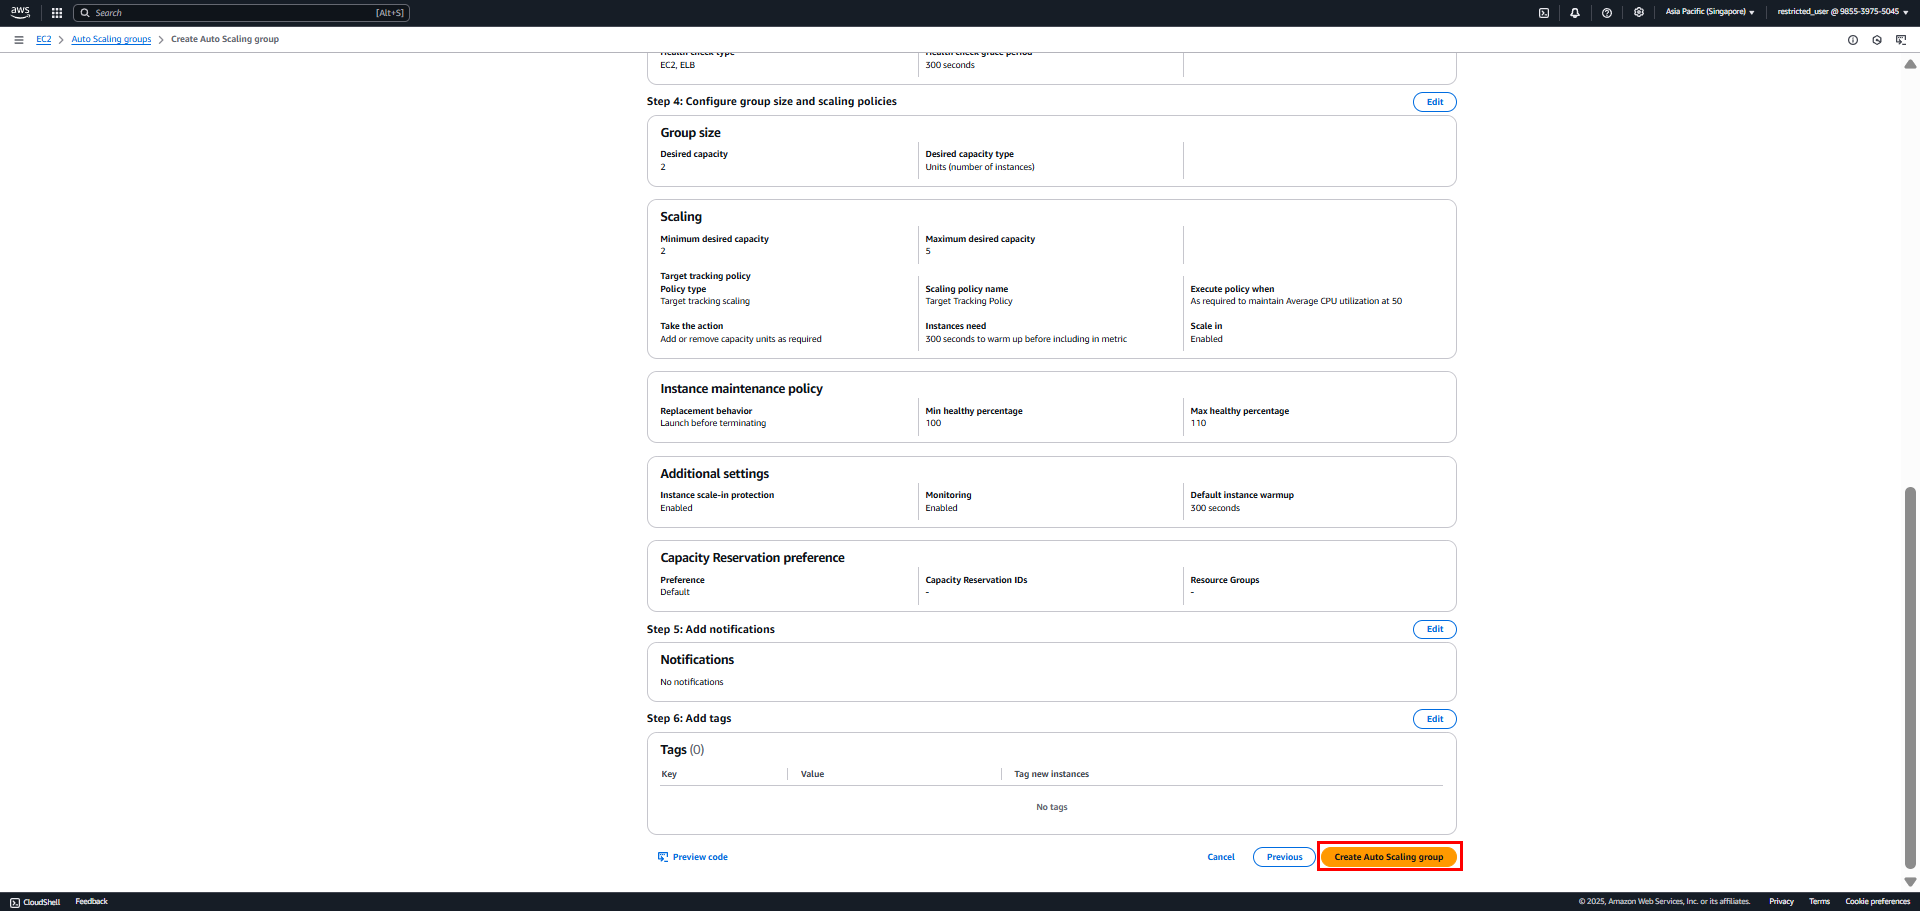 aws
Search [Alt+S]
Asia Pacific (Singapore)
restricted_user @ 9855-3975-5045
EC2 > Auto Scaling groups > Create Auto Scaling group
Health check type Health check grace period
EC2, ELB 300 seconds
Step 4: Configure group size and scaling policies Edit
Group size
Desired capacity Desired capacity type
2 Units (number of instances)
Scaling
Minimum desired capacity Maximum desired capacity
2 5
Target tracking policy
Policy type Scaling policy name Execute policy when
Target tracking scaling Target Tracking Policy As required to maintain Average CPU utilization at 50
Take the action Instances need Scale in
Add or remove capacity units as required 300 seconds to warm up before including in metric Enabled
Instance maintenance policy
Replacement behavior Min healthy percentage Max healthy percentage
Launch before terminating 100 110
Additional settings
Instance scale-in protection Monitoring Default instance warmup
Enabled Enabled 300 seconds
Capacity Reservation preference
Preference Capacity Reservation IDs Resource Groups
Default - -
Step 5: Add notifications Edit
Notifications
No notifications
Step 6: Add tags Edit
Tags (0)
Key Value Tag new instances
No tags
Preview code Cancel Previous Create Auto Scaling group
CloudShell Feedback © 2025, Amazon Web Services, Inc. or its affiliates. Privacy Terms Cookie preferences